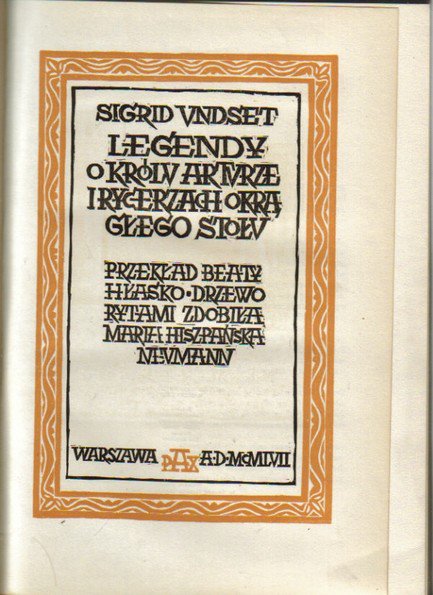 SIGRID VNDSET
LEGENDY
O KRÓLV ARTVRZE
I RYCERZACH OKRĄ
GŁEGO STOŁV
PRZEKŁAD BEATY
HŁASKO · DRZEWO
RYTAMI ZDOBIŁA
MARIA HISZPAŃSKA
NEVMANN
WARSZAWA PAX A·D·MCMLVII